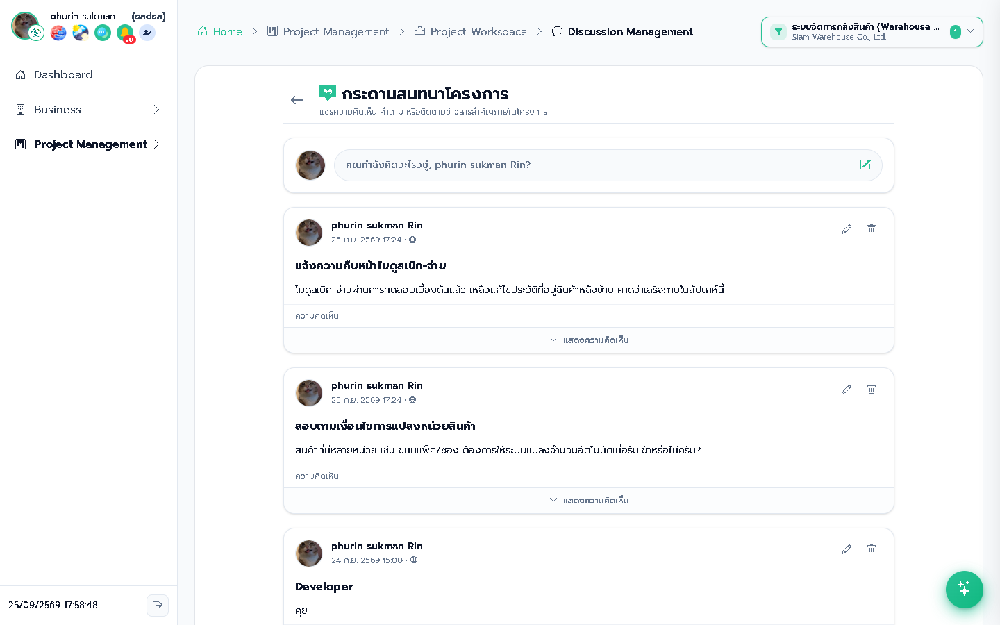 phurin sukman ... (sadsa)
20
Dashboard
Business
Project Management
25/09/2569 17:58:48
Home
Project Management
Project Workspace
Discussion Management
ระบบจัดการคลังสินค้า (Warehouse ...
Siam Warehouse Co., Ltd.
1
กระดานสนทนาโครงการ
แชร์ความคิดเห็น คำถาม หรือติดตามข่าวสารสำคัญภายในโครงการ
คุณกำลังคิดอะไรอยู่, phurin sukman Rin?
phurin sukman Rin
25 ก.ย. 2569 17:24 ·
แจ้งความคืบหน้าโมดูลเบิก-จ่าย
โมดูลเบิก-จ่ายผ่านการทดสอบเบื้องต้นแล้ว เหลือแก้ไขประวัติที่อยู่สินค้าหลังย้าย คาดว่าเสร็จภายในสัปดาห์นี้
ความคิดเห็น
แสดงความคิดเห็น
phurin sukman Rin
25 ก.ย. 2569 17:24 ·
สอบถามเงื่อนไขการแปลงหน่วยสินค้า
สินค้าที่มีหลายหน่วย เช่น ขนมแพ็ค/ซอง ต้องการให้ระบบแปลงจำนวนอัตโนมัติเมื่อรับเข้าหรือไม่ครับ?
ความคิดเห็น
แสดงความคิดเห็น
phurin sukman Rin
24 ก.ย. 2569 15:00 ·
Developer
คุย